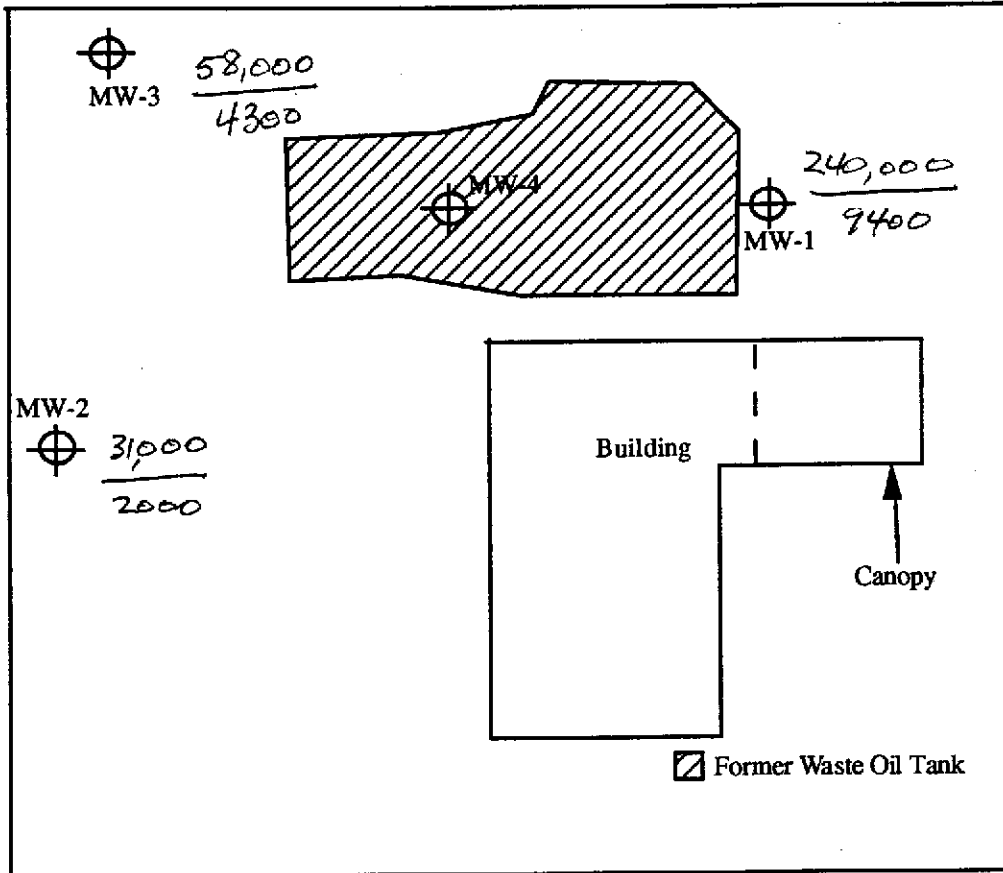 MW-3
58,000
4300
MW-4
240,000
9400
MW-1
MW-2
31,000
2000
Building
Canopy
Former Waste Oil Tank